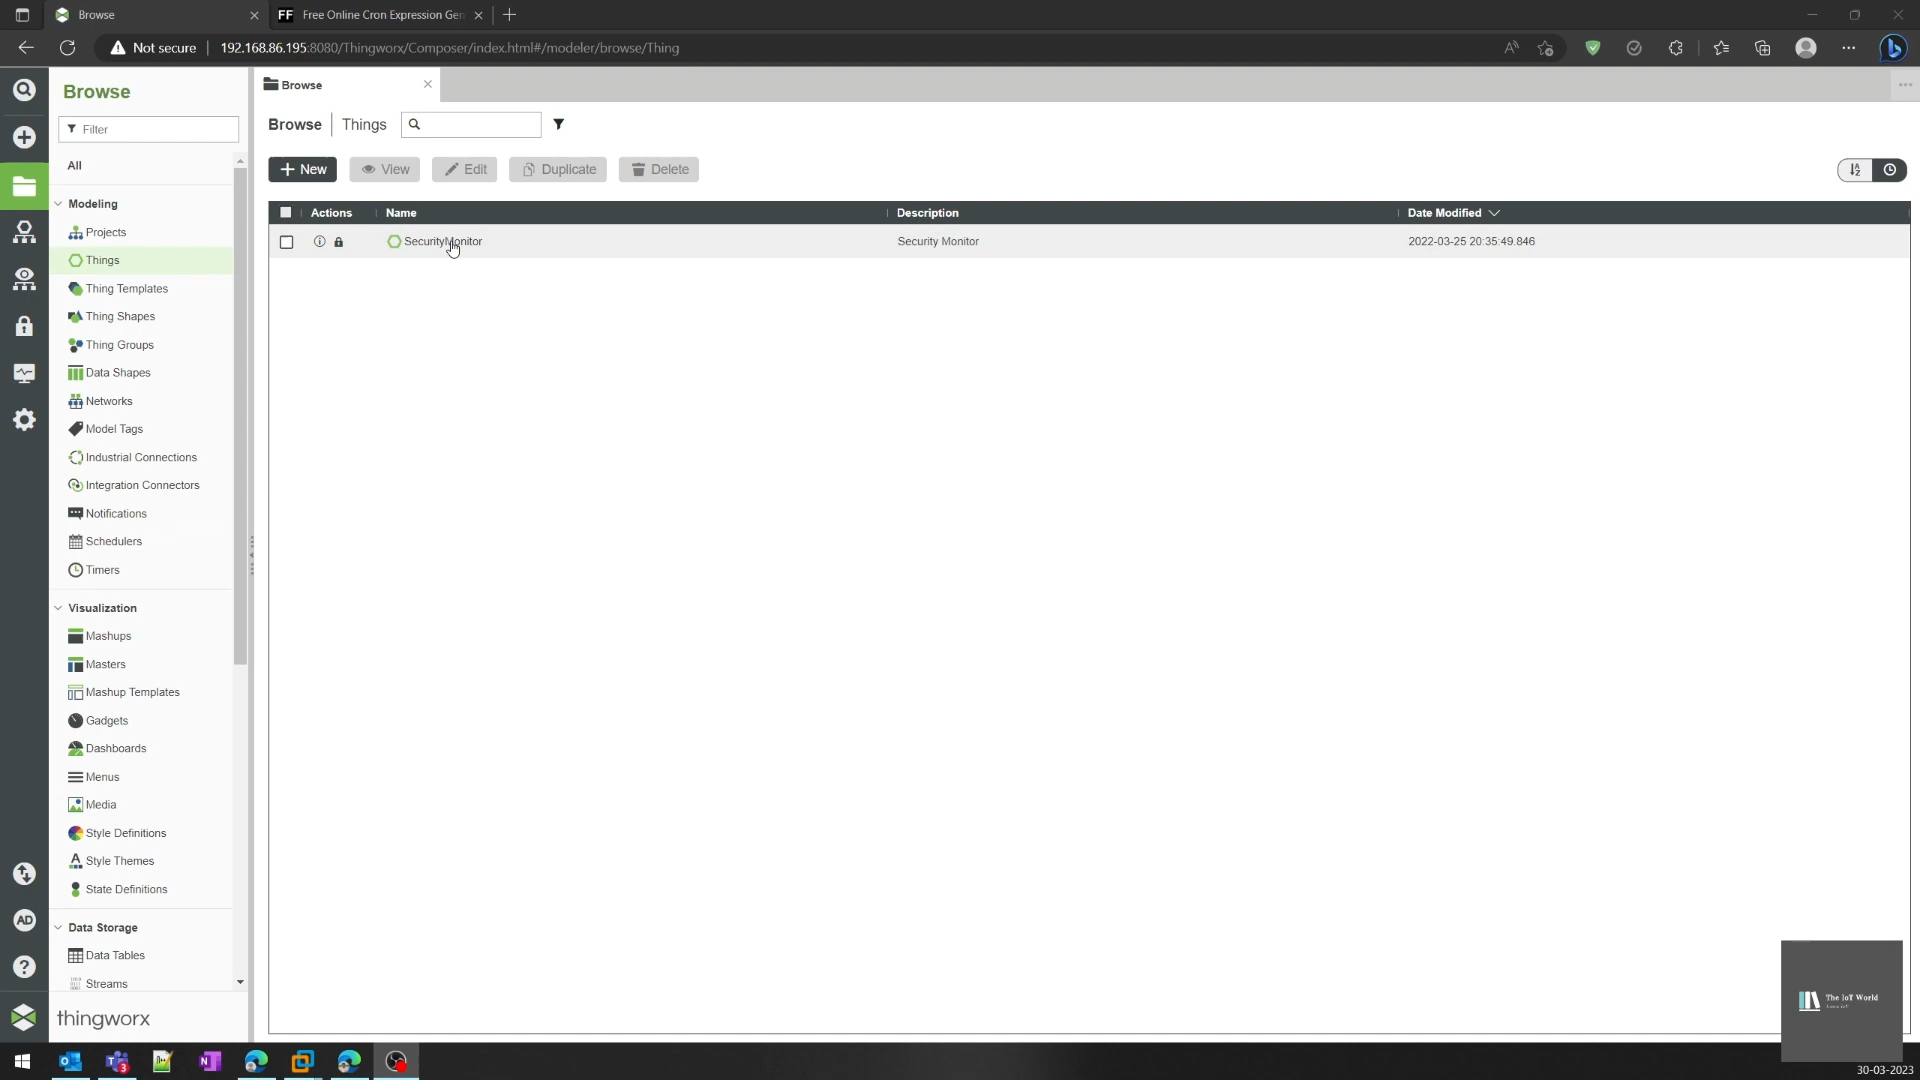 Browse
FF Free Online Cron Expression Gen
Not secure
192.168.86.195:8080/Thingworx/Composer/index.html#/modeler/browse/Thing
Browse
Filter
All
Modeling
Projects
Things
Thing Templates
Thing Shapes
Thing Groups
Data Shapes
Networks
Model Tags
Industrial Connections
Integration Connectors
Notifications
Schedulers
Timers
Visualization
Mashups
Masters
Mashup Templates
Gadgets
Dashboards
Menus
Media
Style Definitions
Style Themes
State Definitions
Data Storage
Data Tables
Streams
AD
thingworx
Browse
Browse Things
New View Edit Duplicate Delete
Actions Name Description Date Modified
SecurityMonitor Security Monitor 2022-03-25 20:35:49.846
The IoT World
3
30-03-2023